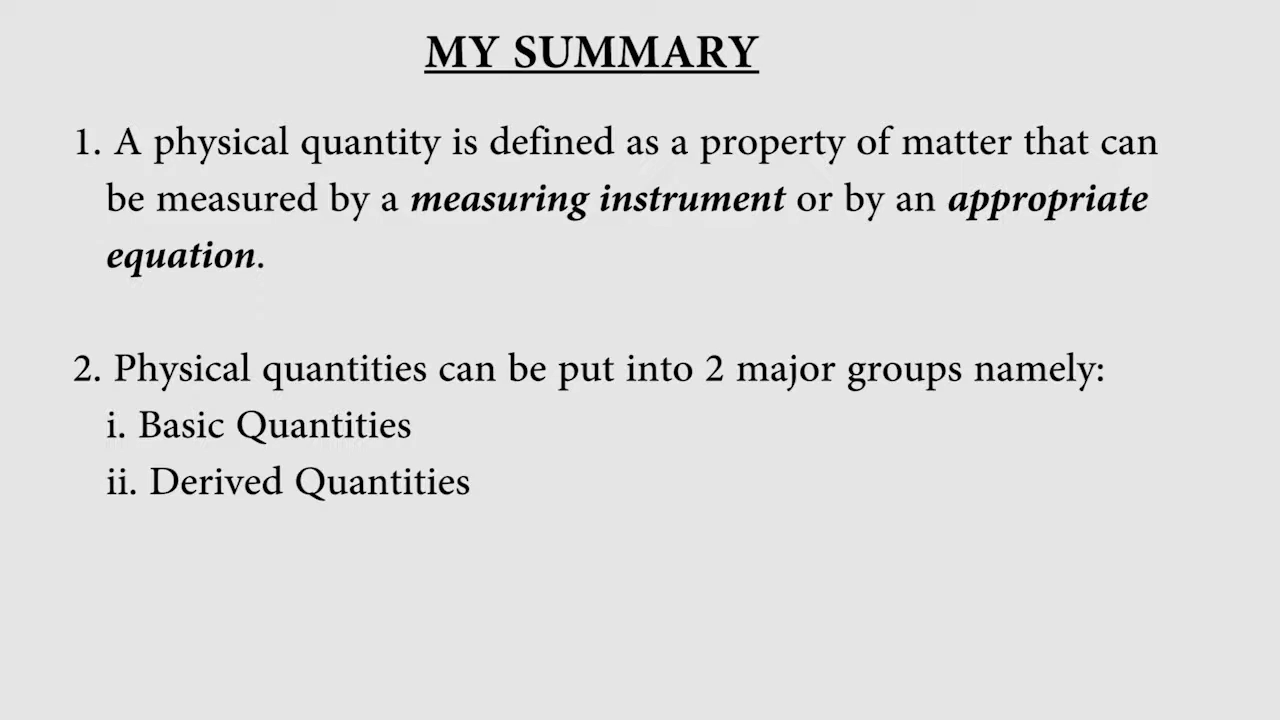 MY SUMMARY
1. A physical quantity is defined as a property of matter that can
be measured by a measuring instrument or by an appropriate
equation.
2. Physical quantities can be put into 2 major groups namely:
i. Basic Quantities
ii. Derived Quantities